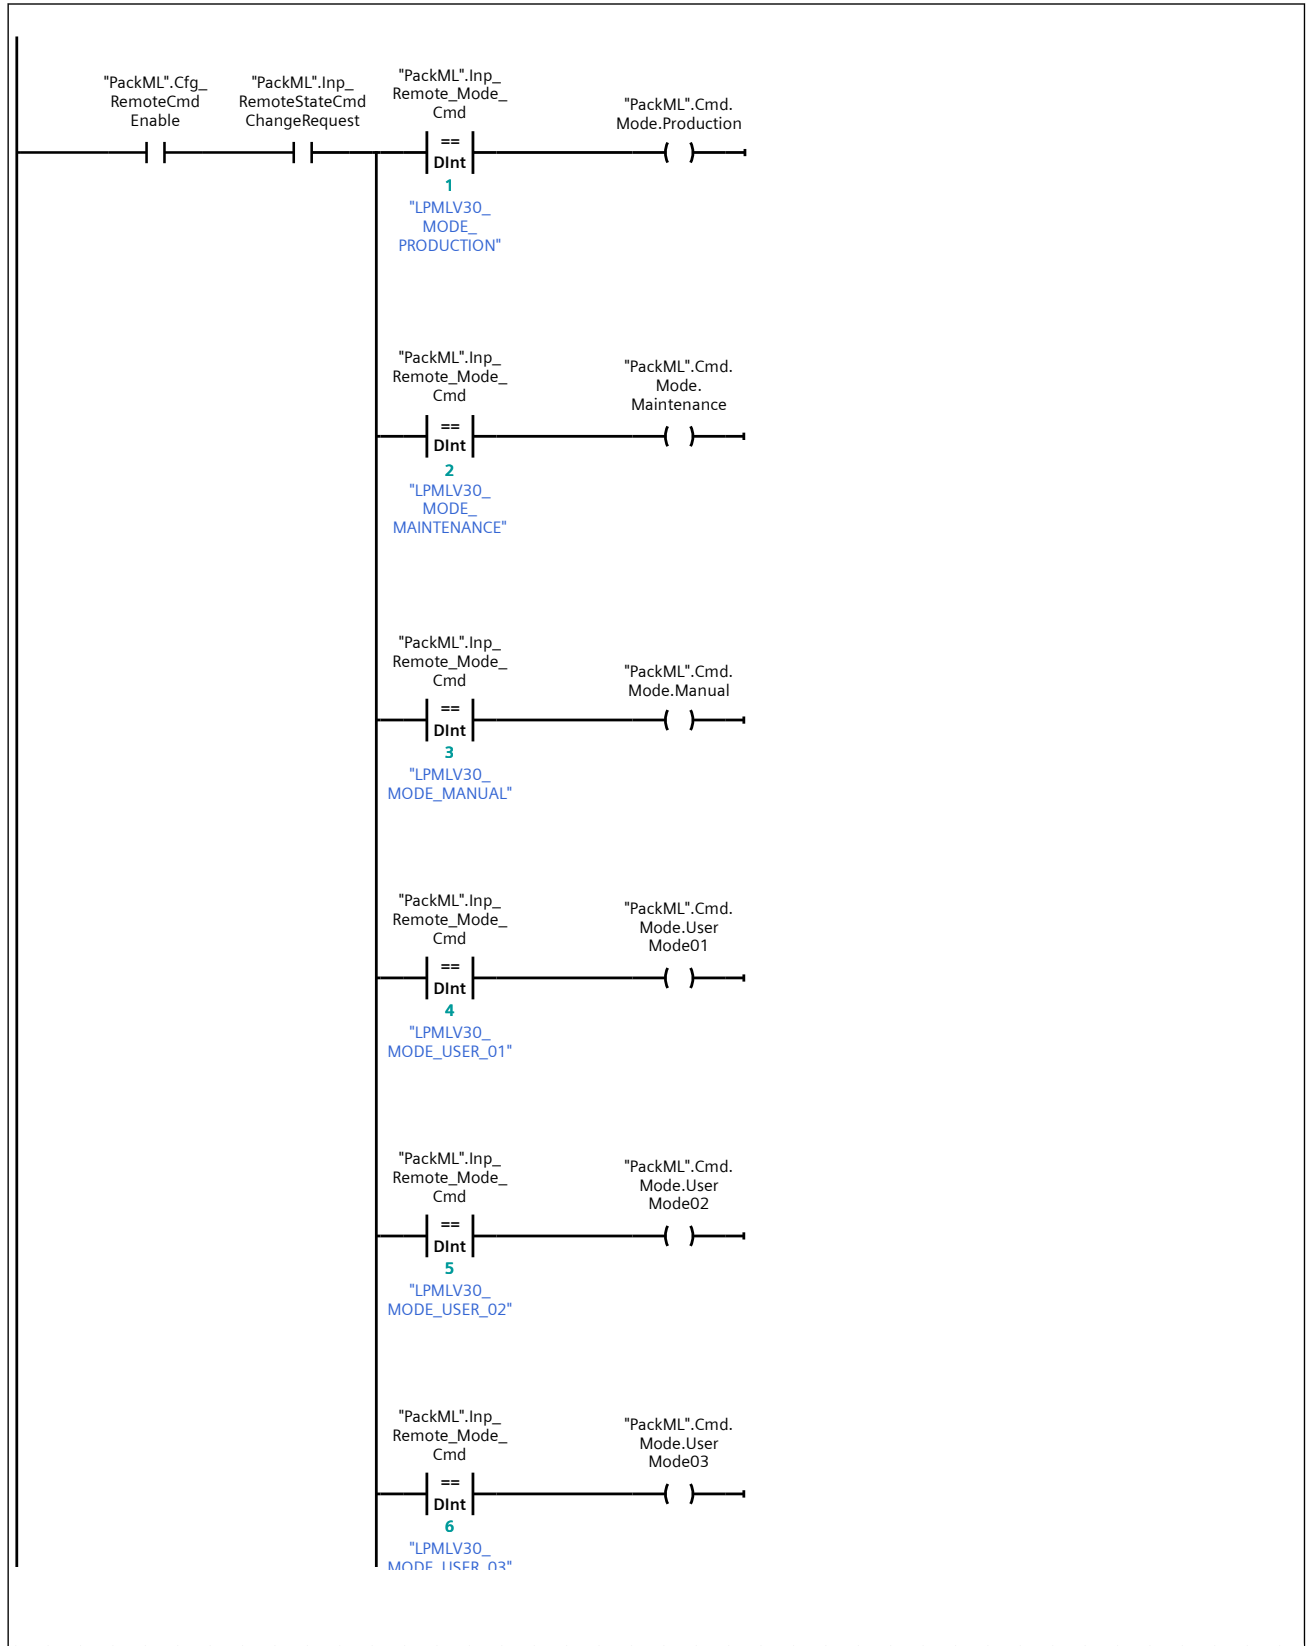 "PackML".Cfg_
RemoteCmd
Enable
"PackML".Inp_
RemoteStateCmd
ChangeRequest
"PackML".Inp_
Remote_Mode_
Cmd
==
DInt
1
"LPMLV30_
MODE_
PRODUCTION"
"PackML".Cmd.
Mode.Production
"PackML".Inp_
Remote_Mode_
Cmd
==
DInt
2
"LPMLV30_
MODE_
MAINTENANCE"
"PackML".Cmd.
Mode.
Maintenance
"PackML".Inp_
Remote_Mode_
Cmd
==
DInt
3
"LPMLV30_
MODE_MANUAL"
"PackML".Cmd.
Mode.Manual
"PackML".Inp_
Remote_Mode_
Cmd
==
DInt
4
"LPMLV30_
MODE_USER_01"
"PackML".Cmd.
Mode.User
Mode01
"PackML".Inp_
Remote_Mode_
Cmd
==
DInt
5
"LPMLV30_
MODE_USER_02"
"PackML".Cmd.
Mode.User
Mode02
"PackML".Inp_
Remote_Mode_
Cmd
==
DInt
6
"LPMLV30_
MODE_USER_03"
"PackML".Cmd.
Mode.User
Mode03